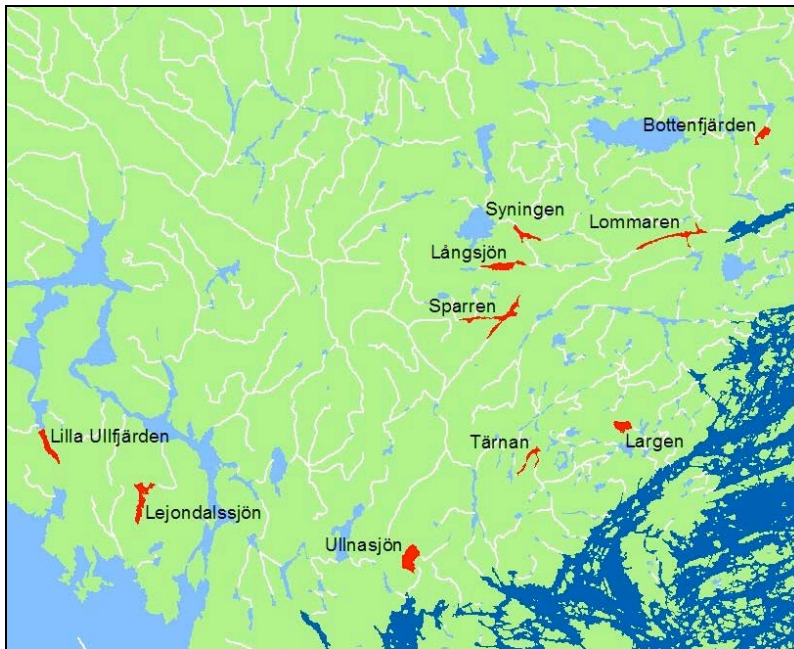 Bottenfjärden
Syningen
Lommaren
Långsjön
Sparren
Lilla Ullfjärden
Tärnan
Largen
Lejondalssjön
Ullnasjön